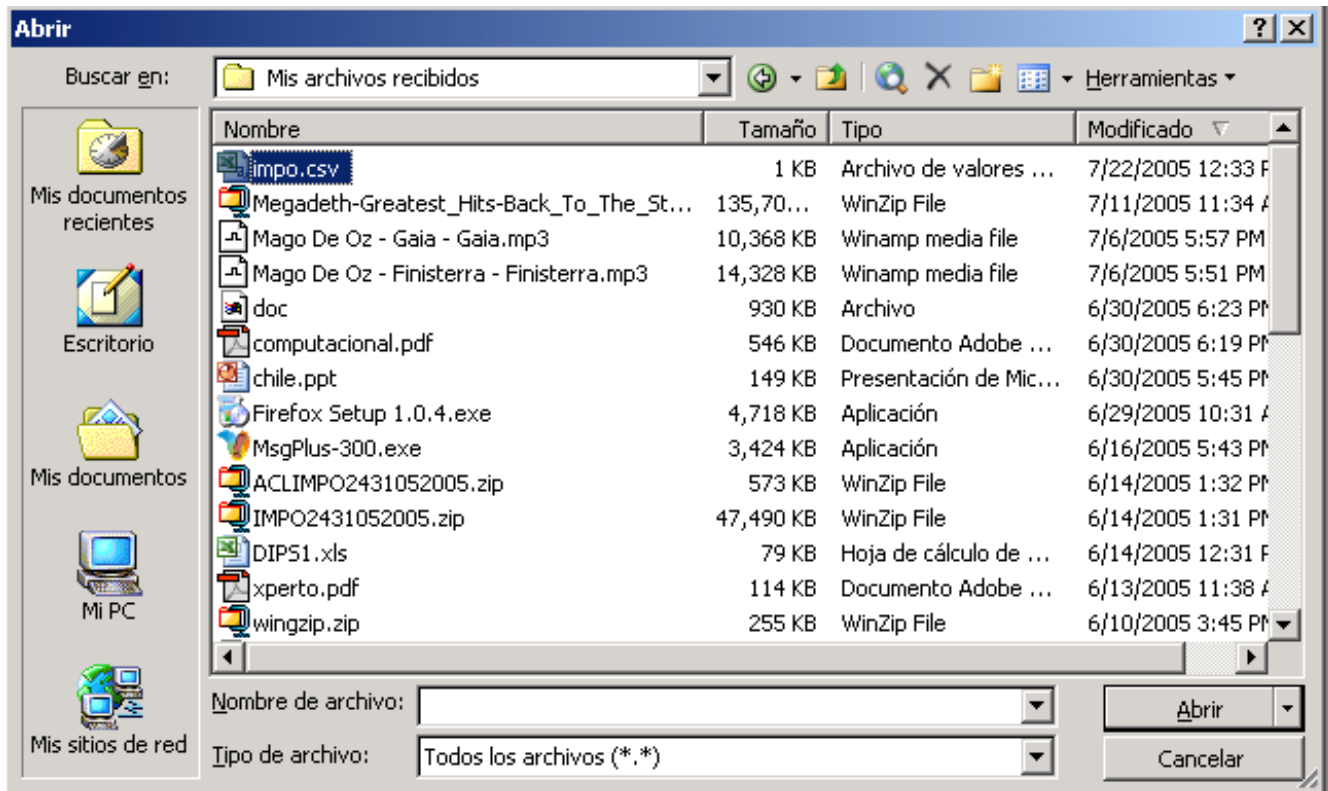 Abrir
Buscar en: Mis archivos recibidos Herramientas
Nombre Tamaño Tipo Modificado
impo.csv 1 KB Archivo de valores ... 7/22/2005 12:33
Megadeth-Greatest_Hits-Back_To_The_St... 135,70... WinZip File 7/11/2005 11:34
Mago De Oz - Gaia - Gaia.mp3 10,368 KB Winamp media file 7/6/2005 5:57 PM
Mago De Oz - Finisterra - Finisterra.mp3 14,328 KB Winamp media file 7/6/2005 5:51 PM
doc 930 KB Archivo 6/30/2005 6:23 PM
computacional.pdf 546 KB Documento Adobe ... 6/30/2005 6:19 PM
chile.ppt 149 KB Presentación de Mic... 6/30/2005 5:45 PM
Firefox Setup 1.0.4.exe 4,718 KB Aplicación 6/29/2005 10:31
MsgPlus-300.exe 3,424 KB Aplicación 6/16/2005 5:43 PM
ACLIMPO2431052005.zip 573 KB WinZip File 6/14/2005 1:32 PM
IMPO2431052005.zip 47,490 KB WinZip File 6/14/2005 1:31 PM
DIPS1.xls 79 KB Hoja de cálculo de ... 6/14/2005 12:31
xperto.pdf 114 KB Documento Adobe ... 6/13/2005 11:38
wingzip.zip 255 KB WinZip File 6/10/2005 3:45 PM
Mis documentos
recientes
Escritorio
Mis documentos
Mi PC
Mis sitios de red
Nombre de archivo: Abrir
Tipo de archivo: Todos los archivos (*.*) Cancelar